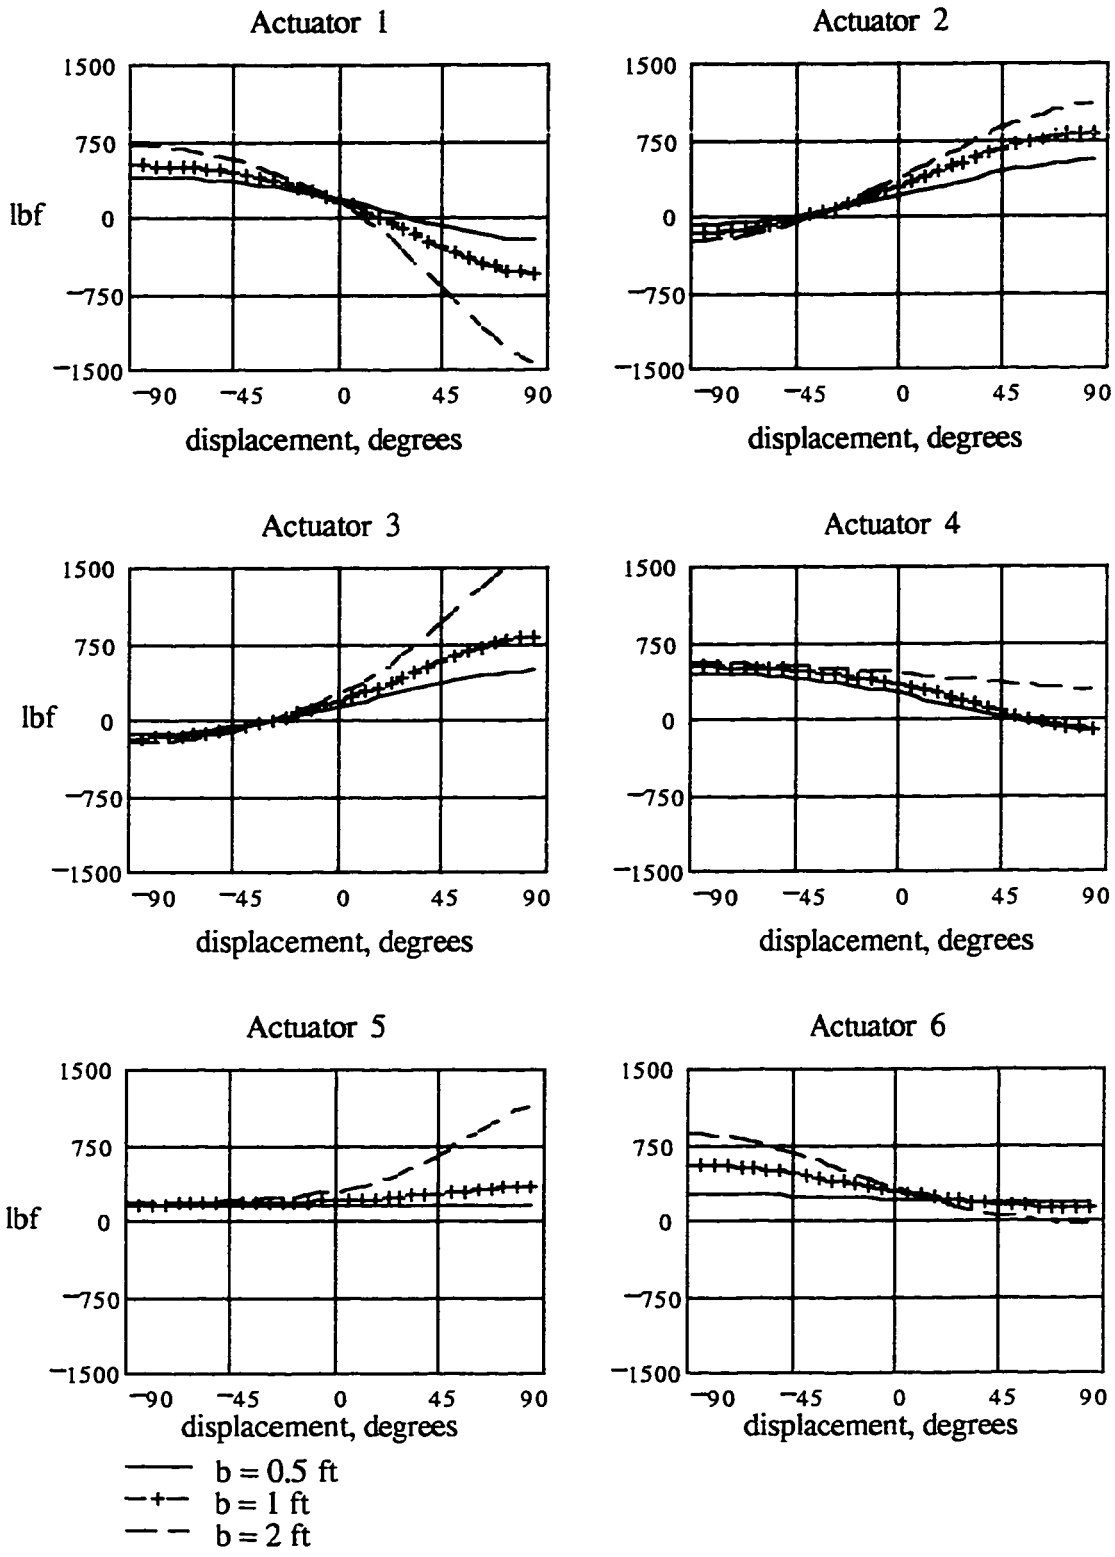 Actuator 1
1500
750
lbf
0
−750
−1500
−90 −45 0 45 90
displacement, degrees
Actuator 2
1500
750
0
−750
−1500
−90 −45 0 45 90
displacement, degrees
Actuator 3
1500
750
lbf
0
−750
−1500
−90 −45 0 45 90
displacement, degrees
Actuator 4
1500
750
0
−750
−1500
−90 −45 0 45 90
displacement, degrees
Actuator 5
1500
750
lbf
0
−750
−1500
−90 −45 0 45 90
displacement, degrees
Actuator 6
1500
750
0
−750
−1500
−90 −45 0 45 90
displacement, degrees
b = 0.5 ft
b = 1 ft
b = 2 ft